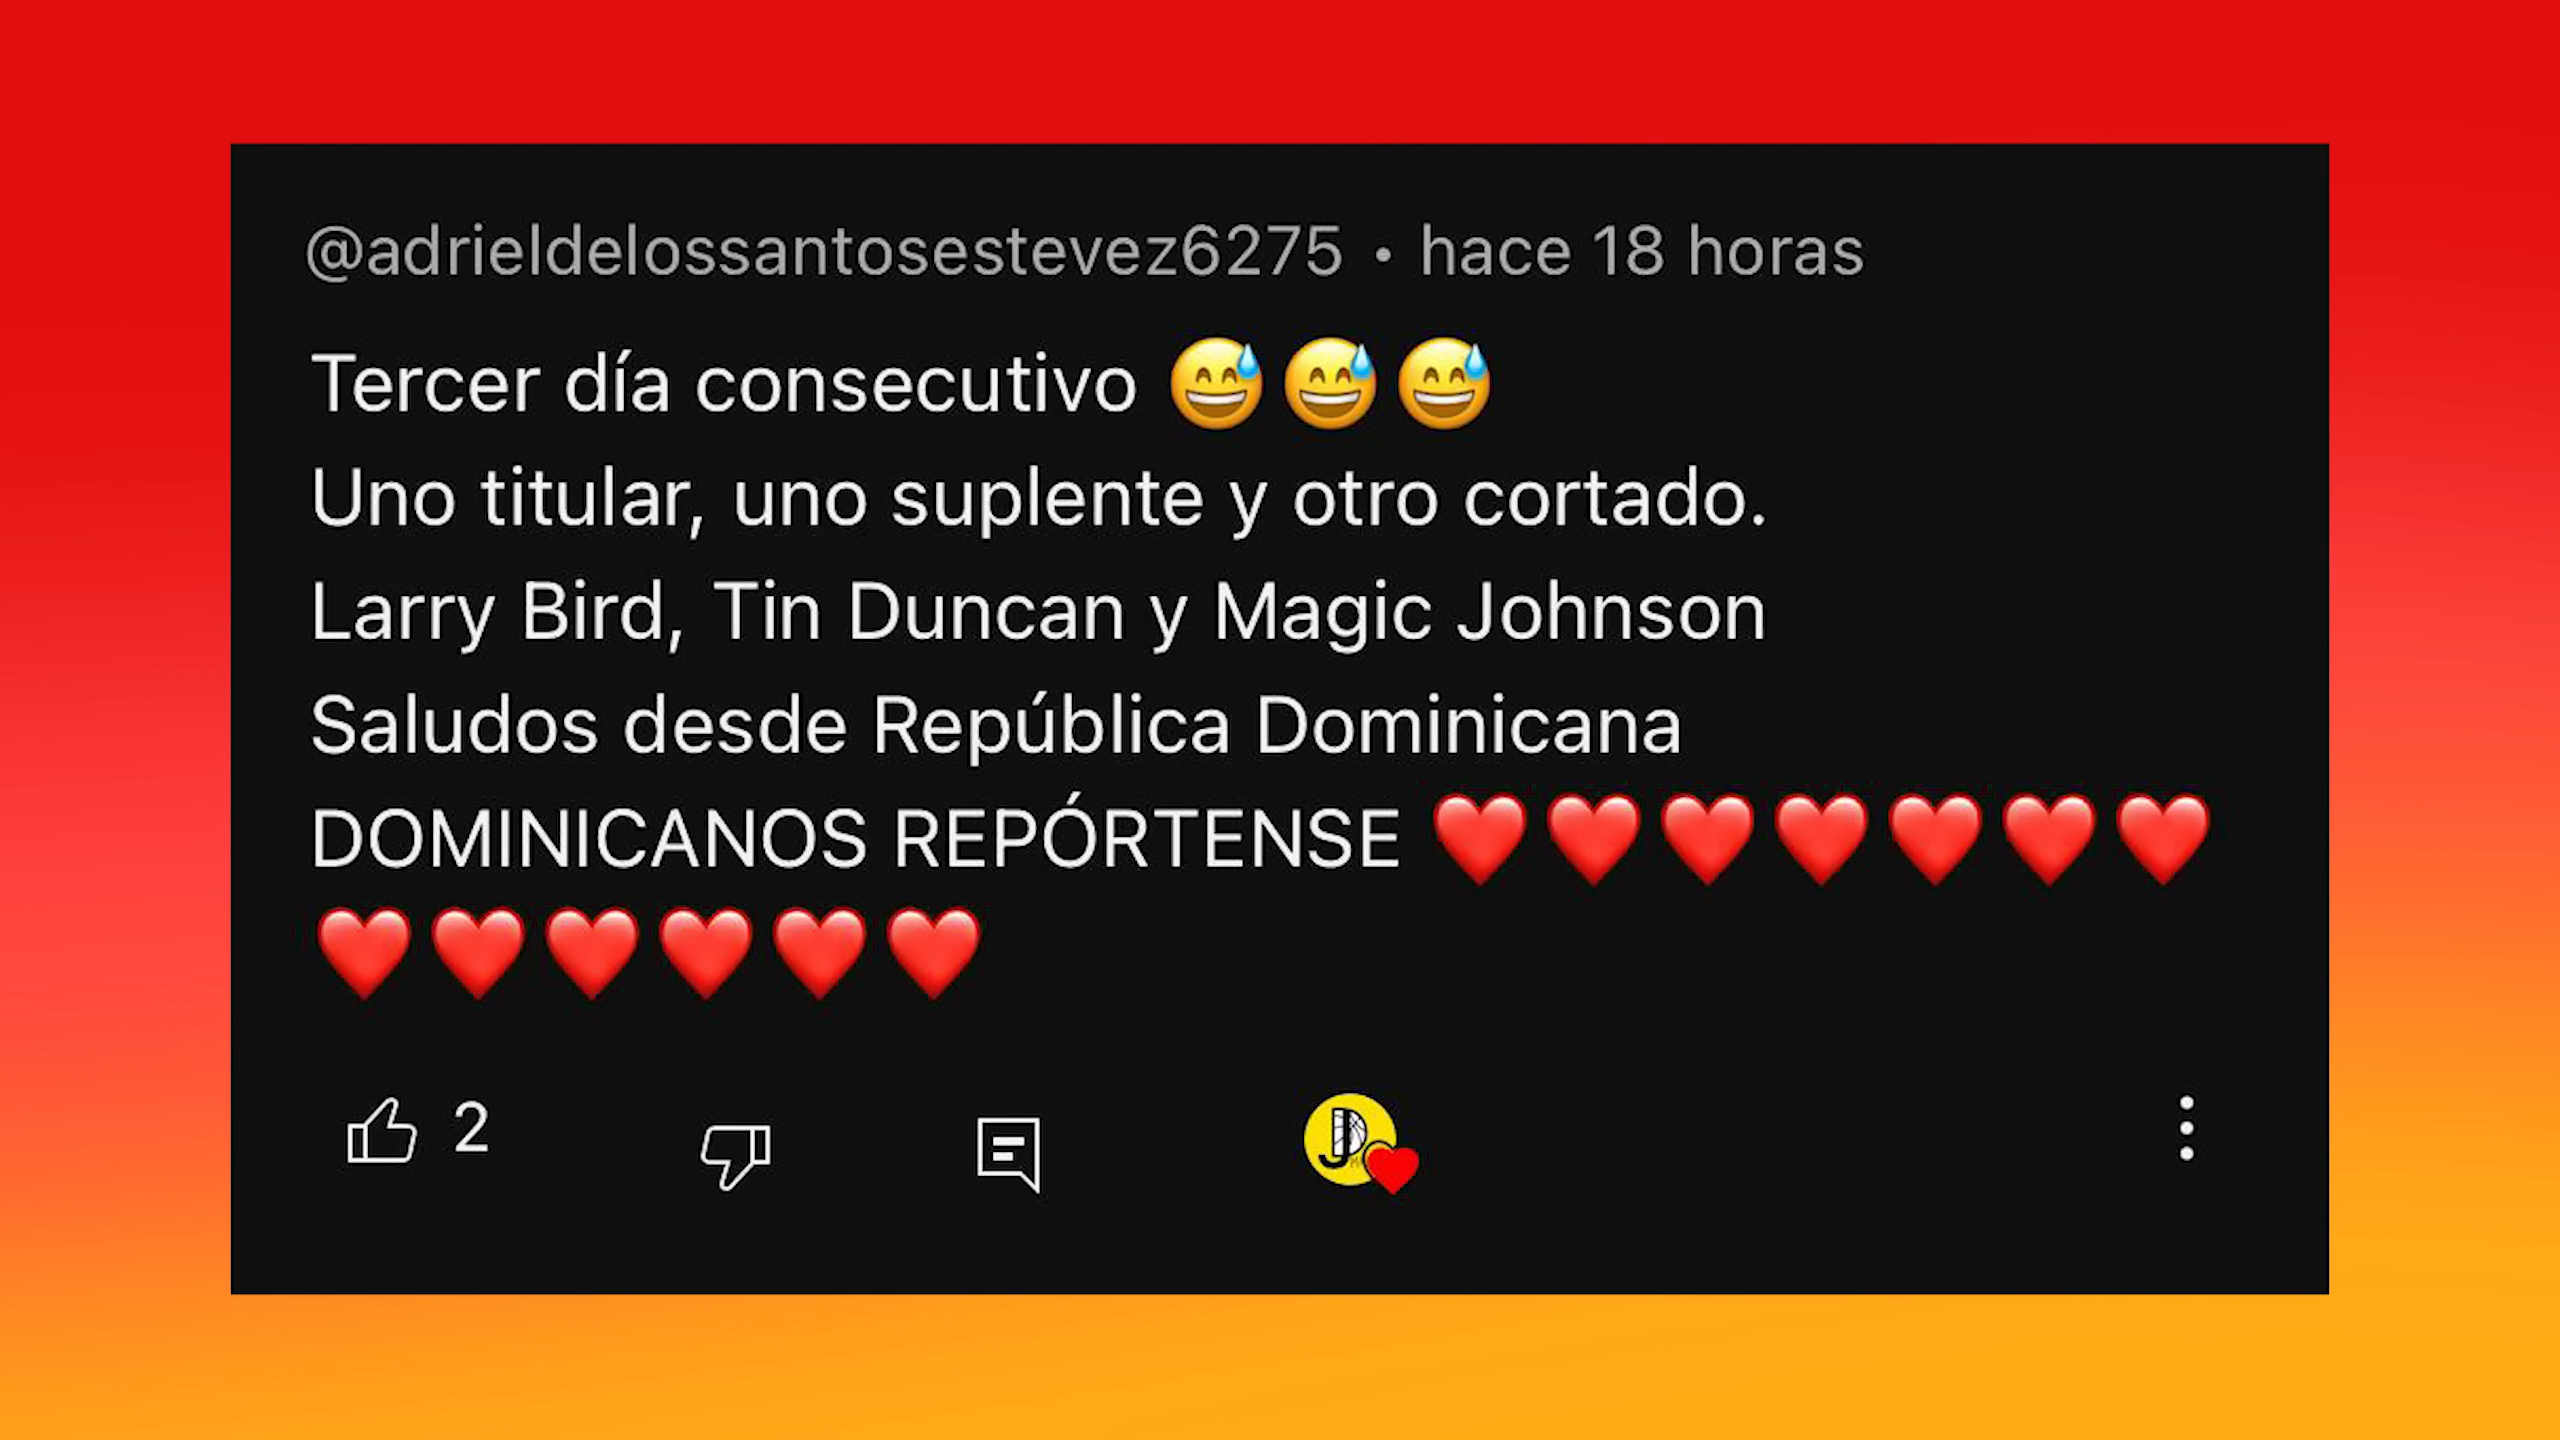 @adrieldelossantosestevez6275 • hace 18 horas
Tercer día consecutivo 😅😅😅
Uno titular, uno suplente y otro cortado.
Larry Bird, Tin Duncan y Magic Johnson
Saludos desde República Dominicana
DOMINICANOS REPÓRTENSE ❤️❤️❤️❤️❤️❤️❤️
❤️❤️❤️❤️❤️❤️
2